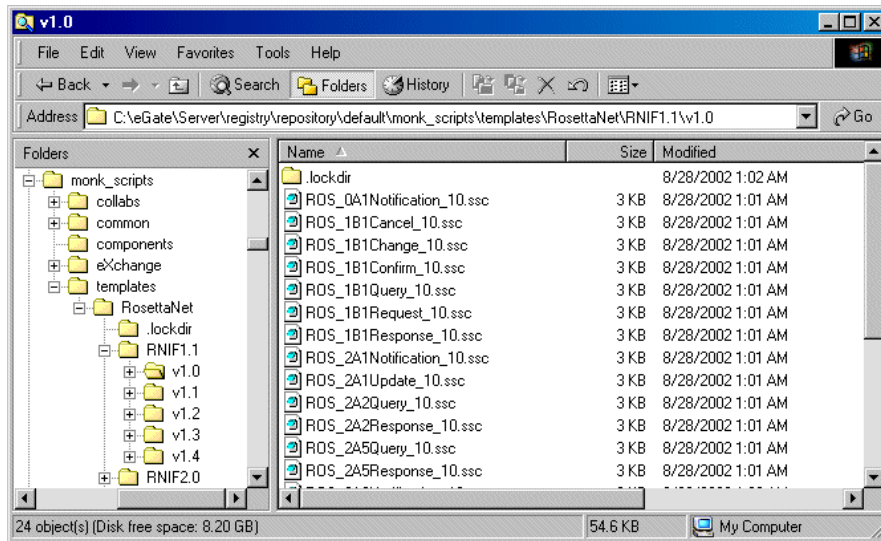 v1.0
File Edit View Favorites Tools Help
Back Search Folders History
Address C:\eGate\Server\registry\repository\default\monk_scripts\templates\RosettaNet\RNIF1.1\v1.0 Go
Folders
monk_scripts
collabs
common
components
eXchange
templates
RosettaNet
.lockdir
RNIF1.1
v1.0
v1.1
v1.2
v1.3
v1.4
RNIF2.0
Name Size Modified
.lockdir 8/28/2002 1:02 AM
ROS_0A1Notification_10.ssc 3 KB 8/28/2002 1:01 AM
ROS_1B1Cancel_10.ssc 3 KB 8/28/2002 1:01 AM
ROS_1B1Change_10.ssc 3 KB 8/28/2002 1:01 AM
ROS_1B1Confirm_10.ssc 3 KB 8/28/2002 1:01 AM
ROS_1B1Query_10.ssc 3 KB 8/28/2002 1:01 AM
ROS_1B1Request_10.ssc 3 KB 8/28/2002 1:01 AM
ROS_1B1Response_10.ssc 3 KB 8/28/2002 1:01 AM
ROS_2A1Notification_10.ssc 3 KB 8/28/2002 1:01 AM
ROS_2A1Update_10.ssc 3 KB 8/28/2002 1:01 AM
ROS_2A2Query_10.ssc 3 KB 8/28/2002 1:01 AM
ROS_2A2Response_10.ssc 3 KB 8/28/2002 1:01 AM
ROS_2A5Query_10.ssc 3 KB 8/28/2002 1:01 AM
ROS_2A5Response_10.ssc 3 KB 8/28/2002 1:01 AM
24 object(s) (Disk free space: 8.20 GB) 54.6 KB My Computer